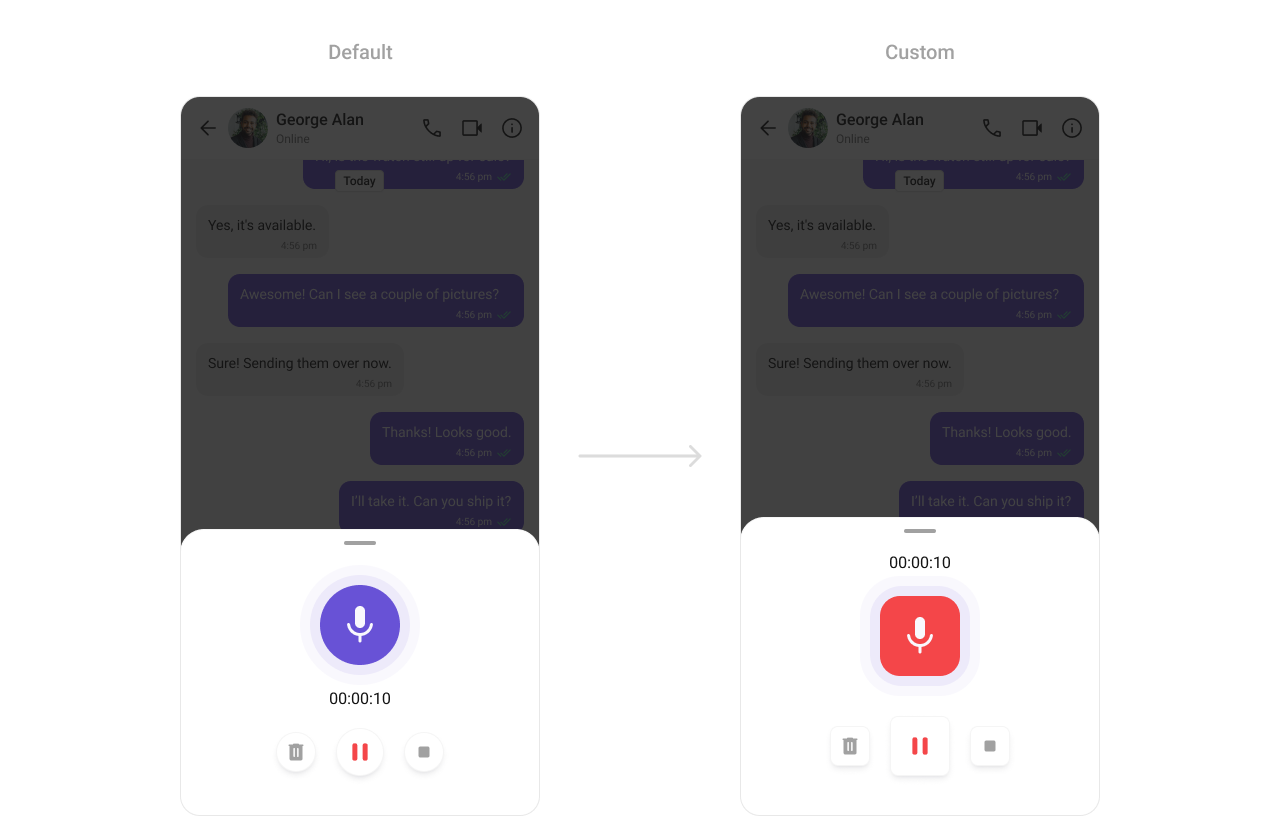 Default
George Alan
Online
4:56 pm
Today
Yes, it's available.
4:56 pm
Awesome! Can I see a couple of pictures?
4:56 pm
Sure! Sending them over now.
4:56 pm
Thanks! Looks good.
4:56 pm
I'll take it. Can you ship it?
4:56 pm
00:00:10
Custom
George Alan
Online
4:56 pm
Today
Yes, it's available.
4:56 pm
Awesome! Can I see a couple of pictures?
4:56 pm
Sure! Sending them over now.
4:56 pm
Thanks! Looks good.
4:56 pm
I'll take it. Can you ship it?
00:00:10